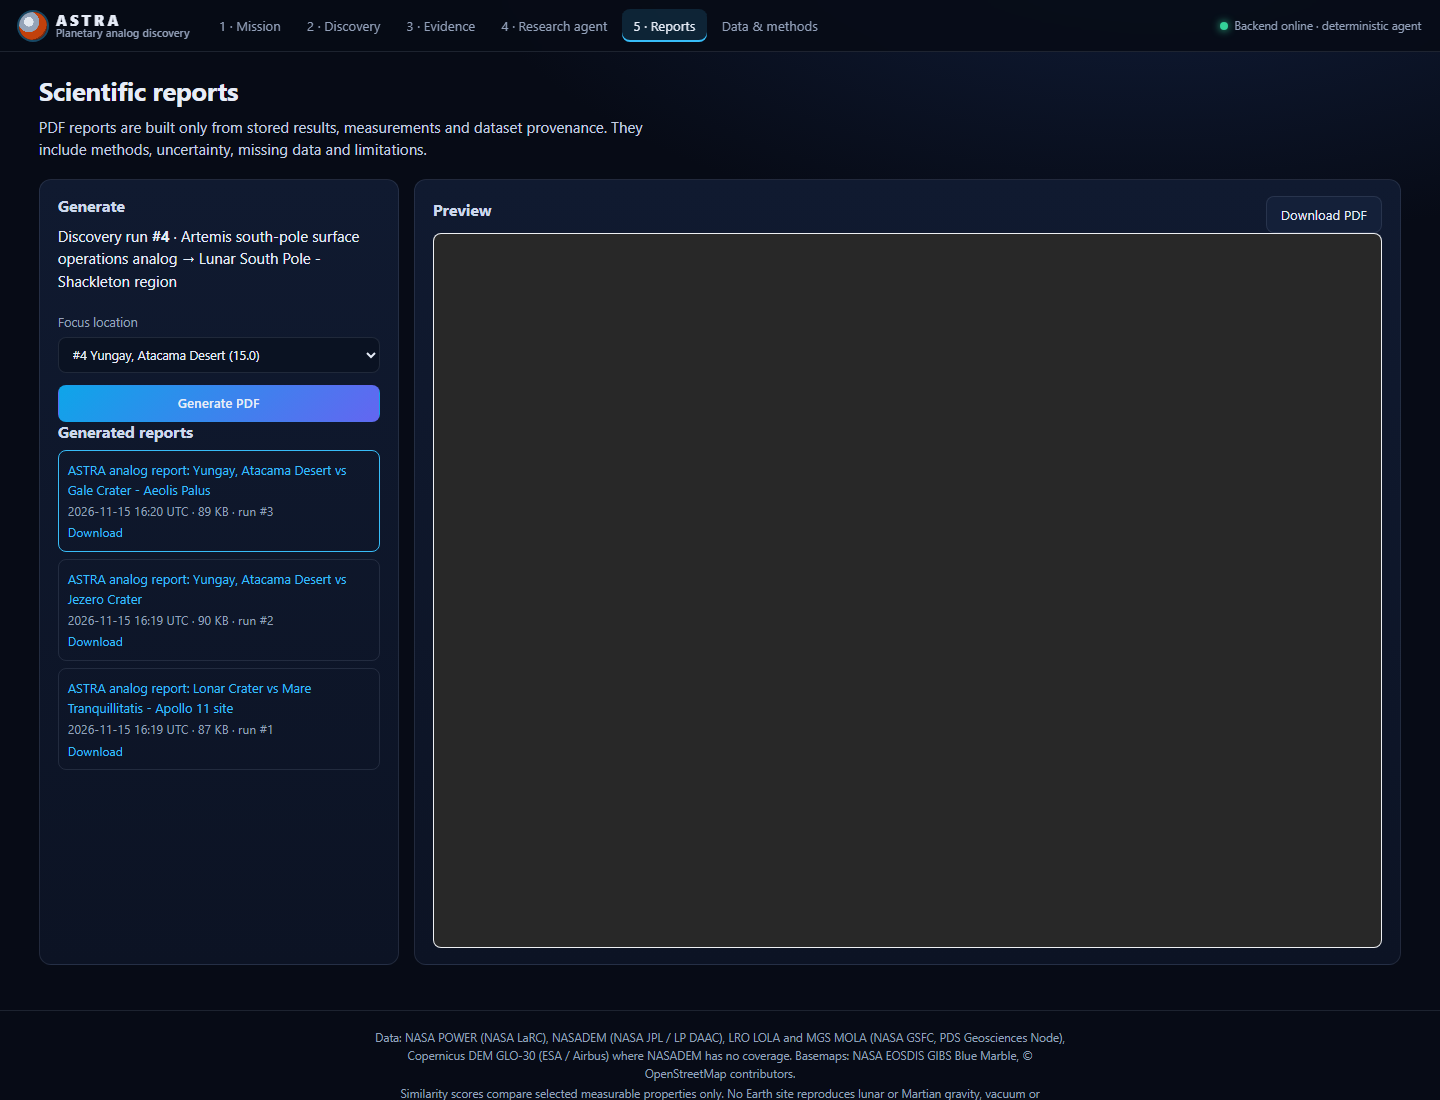 ASTRA
Planetary analog discovery
1 · Mission
2 · Discovery
3 · Evidence
4 · Research agent
5 · Reports
Data & methods
Backend online · deterministic agent
Scientific reports
PDF reports are built only from stored results, measurements and dataset provenance. They
include methods, uncertainty, missing data and limitations.
Generate
Discovery run #4 · Artemis south-pole surface
operations analog → Lunar South Pole -
Shackleton region
Focus location
#4 Yungay, Atacama Desert (15.0)
Generate PDF
Generated reports
ASTRA analog report: Yungay, Atacama Desert vs
Gale Crater - Aeolis Palus
2026-11-15 16:20 UTC · 89 KB · run #3
Download
ASTRA analog report: Yungay, Atacama Desert vs
Jezero Crater
2026-11-15 16:19 UTC · 90 KB · run #2
Download
ASTRA analog report: Lonar Crater vs Mare
Tranquillitatis - Apollo 11 site
2026-11-15 16:19 UTC · 87 KB · run #1
Download
Preview
Download PDF
Data: NASA POWER (NASA LaRC), NASADEM (NASA JPL / LP DAAC), LRO LOLA and MGS MOLA (NASA GSFC, PDS Geosciences Node),
Copernicus DEM GLO-30 (ESA / Airbus) where NASADEM has no coverage. Basemaps: NASA EOSDIS GIBS Blue Marble, ©
OpenStreetMap contributors.
Similarity scores compare selected measurable properties only. No Earth site reproduces lunar or Martian gravity, vacuum or